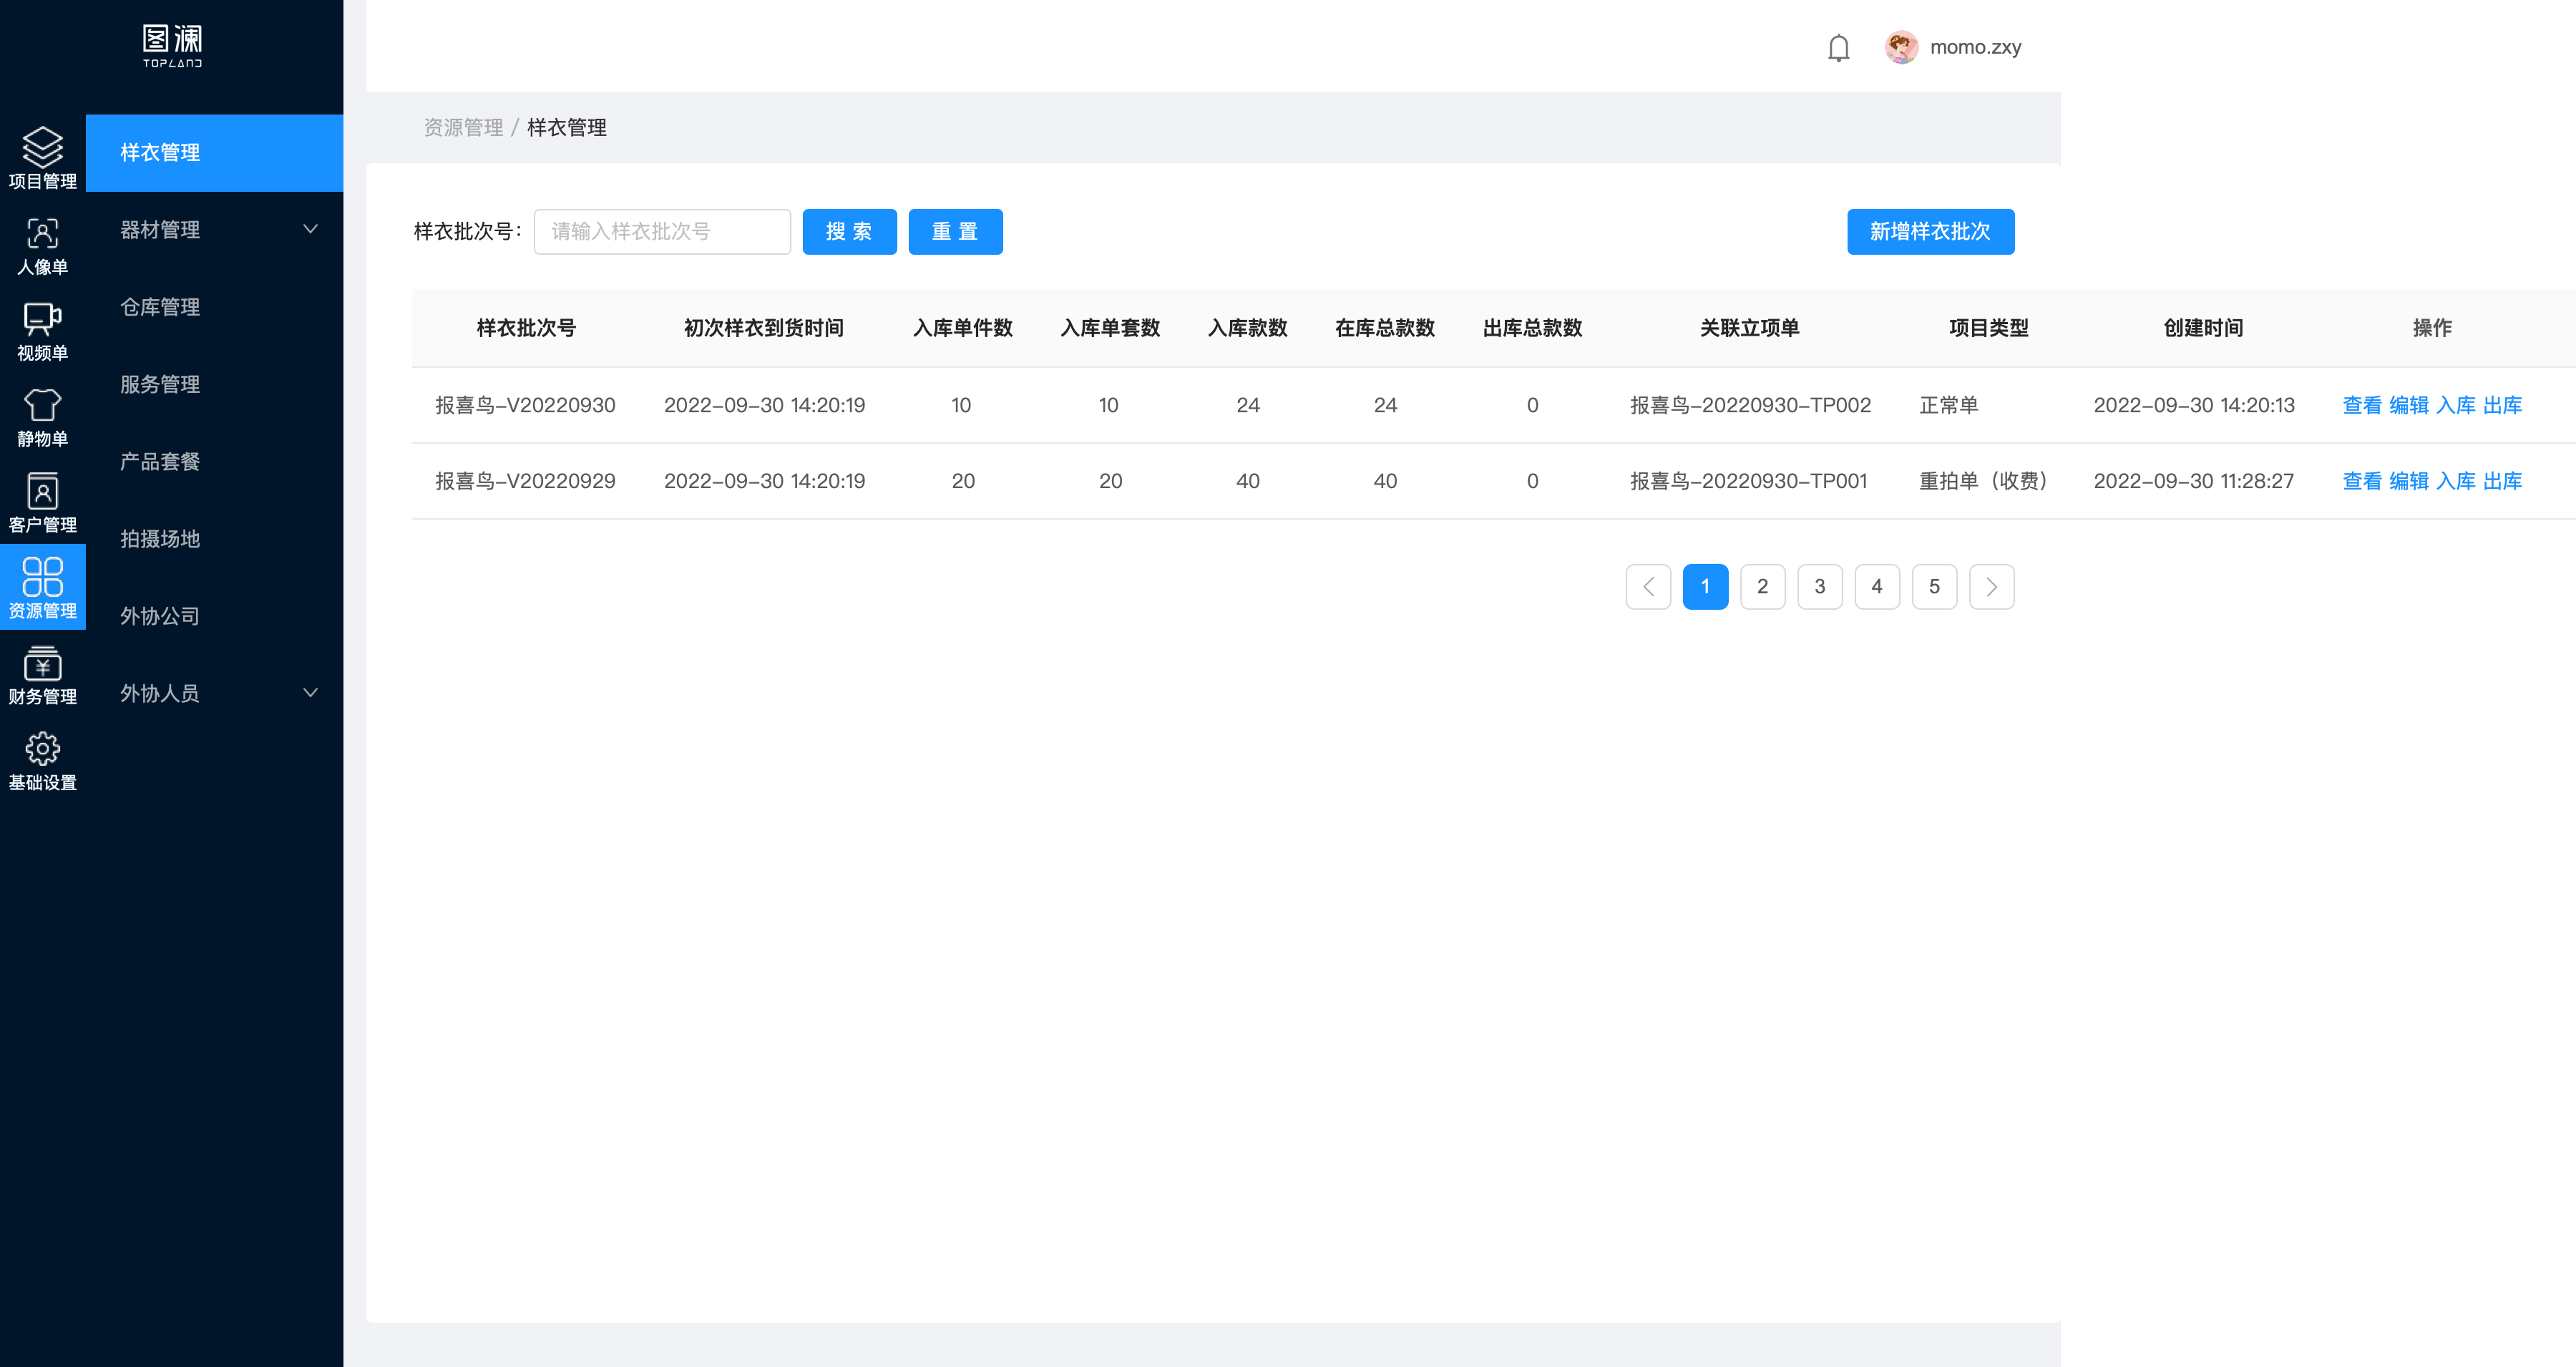 图澜
TOPLAND
momo.zxy
项目管理
人像单
视频单
静物单
客户管理
资源管理
财务管理
基础设置
样衣管理
器材管理
仓库管理
服务管理
产品套餐
拍摄场地
外协公司
外协人员
资源管理 / 样衣管理
样衣批次号： 请输入样衣批次号 搜 索 重 置 新增样衣批次
样衣批次号 初次样衣到货时间 入库单件数 入库单套数 入库款数 在库总款数 出库总款数 关联立项单 项目类型 创建时间 操作
报喜鸟-V20220930 2022-09-30 14:20:19 10 10 24 24 0 报喜鸟-20220930-TP002 正常单 2022-09-30 14:20:13 查看 编辑 入库 出库
报喜鸟-V20220929 2022-09-30 14:20:19 20 20 40 40 0 报喜鸟-20220930-TP001 重拍单（收费） 2022-09-30 11:28:27 查看 编辑 入库 出库
1 2 3 4 5